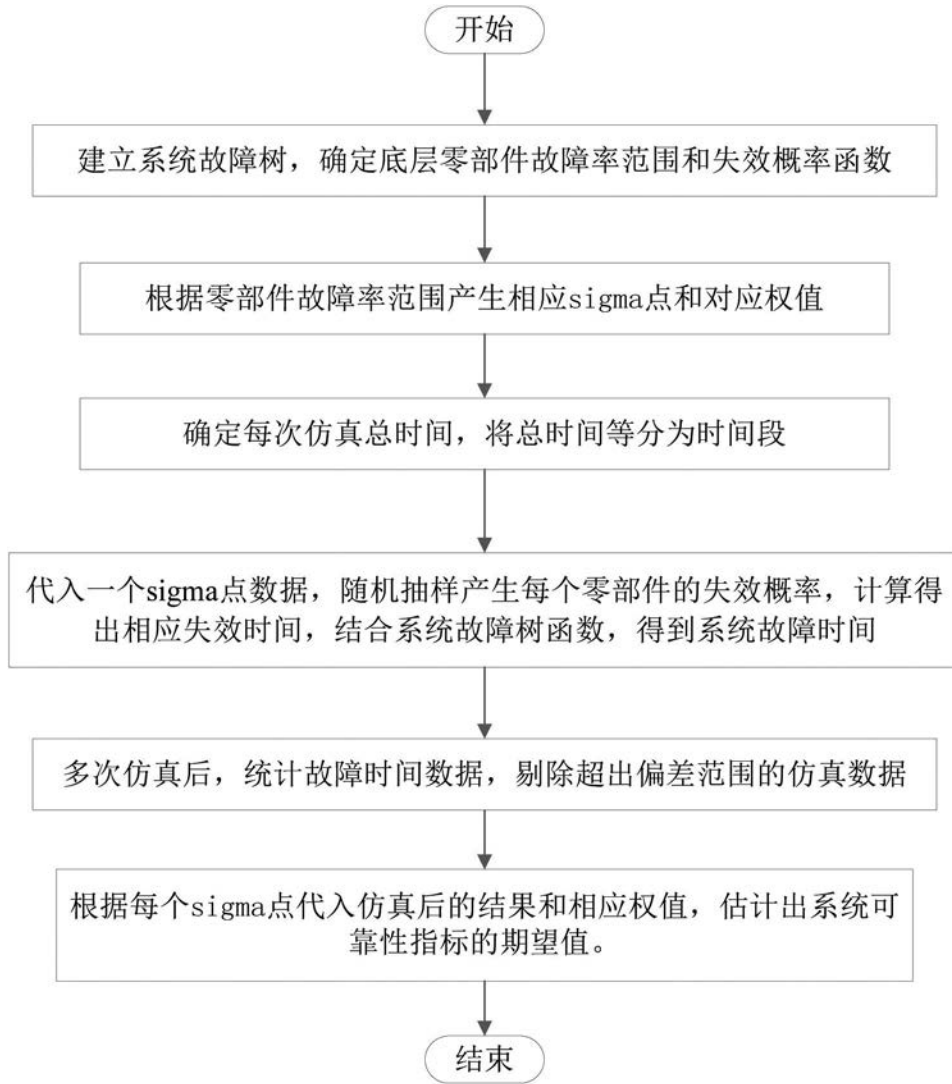 开始
建立系统故障树，确定底层零部件故障率范围和失效概率函数
根据零部件故障率范围产生相应sigma点和对应权值
确定每次仿真总时间，将总时间等分为时间段
代入一个sigma点数据，随机抽样产生每个零部件的失效概率，计算得
出相应失效时间，结合系统故障树函数，得到系统故障时间
多次仿真后，统计故障时间数据，剔除超出偏差范围的仿真数据
根据每个sigma点代入仿真后的结果和相应权值，估计出系统可
靠性指标的期望值。
结束